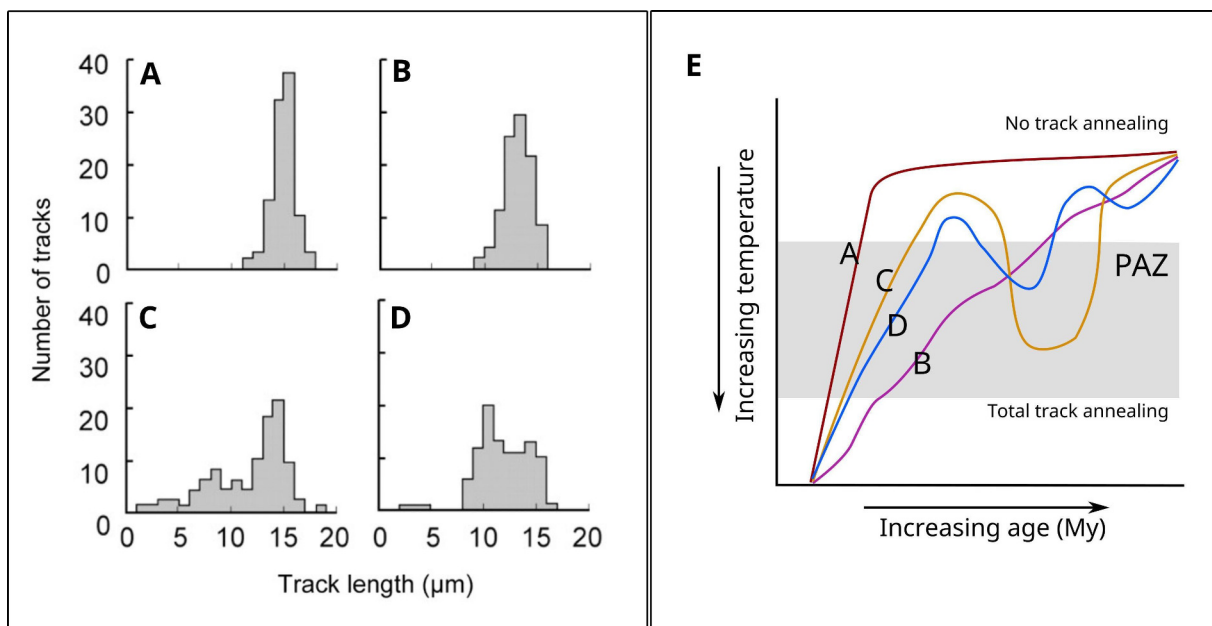 A
B
40
30
20
10
0
C
D
40
30
20
10
0
0 5 10 15 20
0 5 10 15 20
Number of tracks
Track length (µm)
E
No track annealing
Increasing tmperature
A
C
PAZ
D
B
Total track annealing
Increasing age (My)